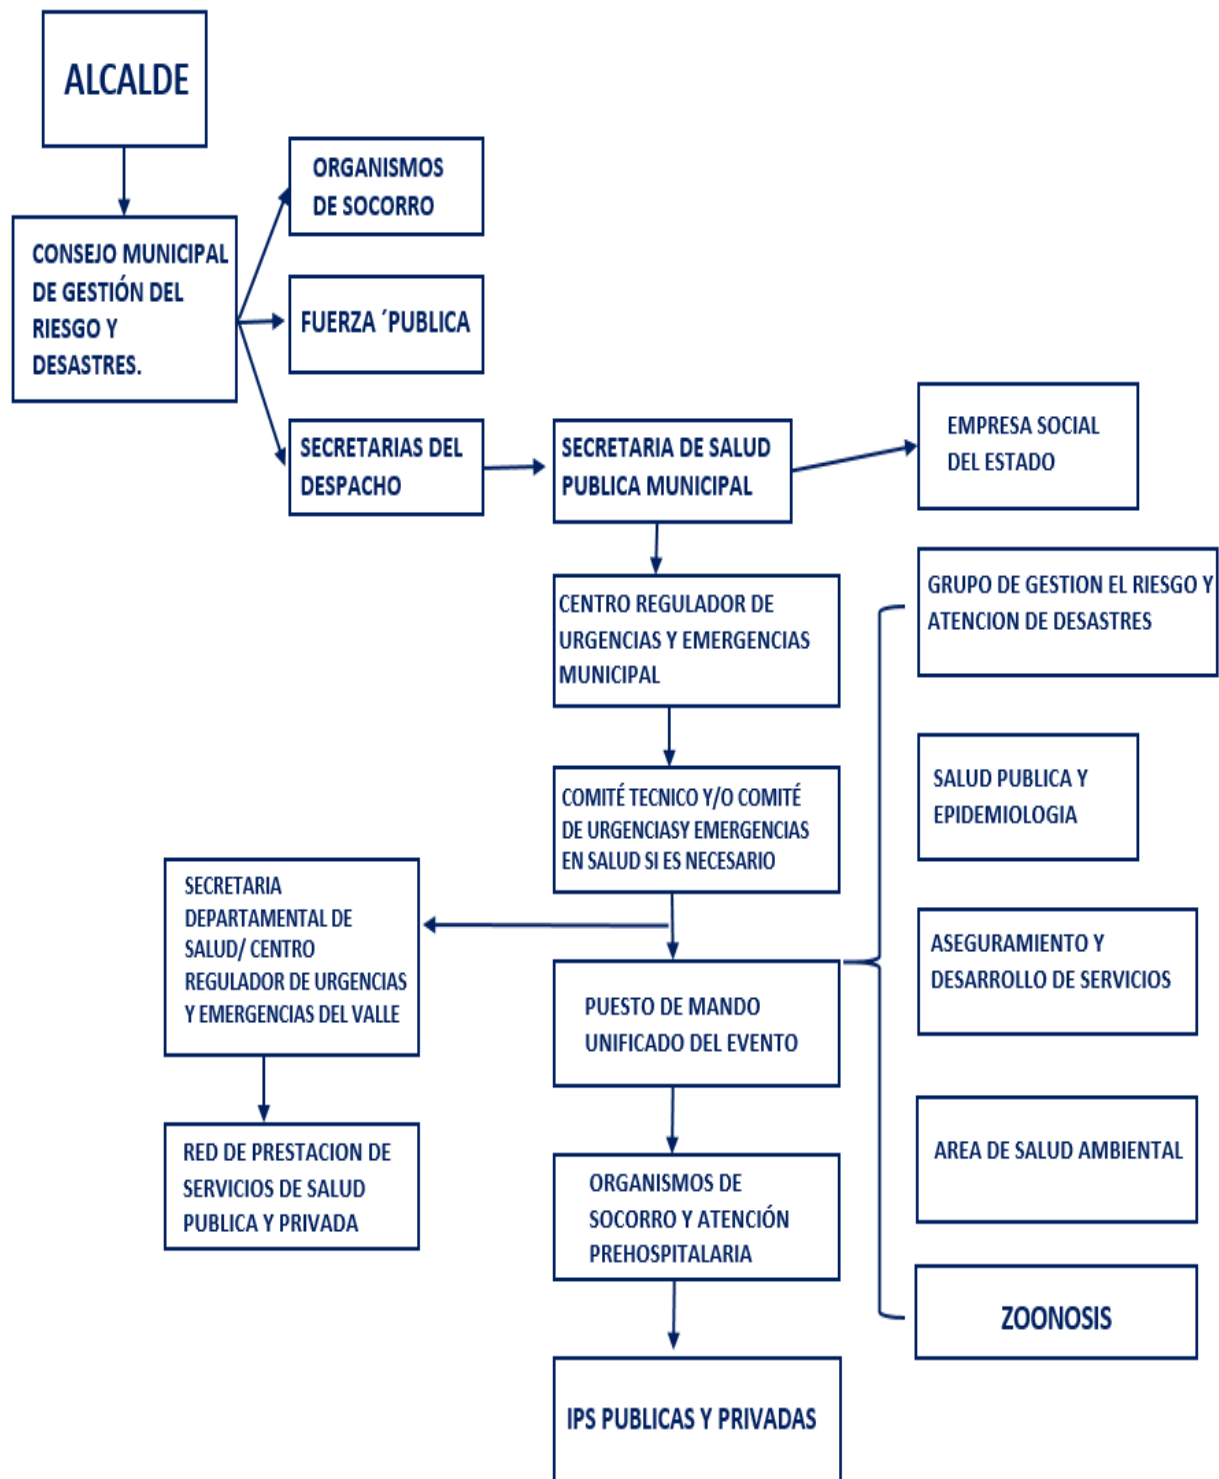 ALCALDE
CONSEJO MUNICIPAL
DE GESTIÓN DEL
RIESGO Y
DESASTRES.
ORGANISMOS
DE SOCORRO
FUERZA ´PUBLICA
SECRETARIAS DEL
DESPACHO
SECRETARIA DE SALUD
PUBLICA MUNICIPAL
EMPRESA SOCIAL
DEL ESTADO
CENTRO REGULADOR DE
URGENCIAS Y EMERGENCIAS
MUNICIPAL
COMITÉ TECNICO Y/O COMITÉ
DE URGENCIASY EMERGENCIAS
EN SALUD SI ES NECESARIO
SECRETARIA
DEPARTAMENTAL DE
SALUD/ CENTRO
REGULADOR DE URGENCIAS
Y EMERGENCIAS DEL VALLE
RED DE PRESTACION DE
SERVICIOS DE SALUD
PUBLICA Y PRIVADA
PUESTO DE MANDO
UNIFICADO DEL EVENTO
ORGANISMOS DE
SOCORRO Y ATENCIÓN
PREHOSPITALARIA
IPS PUBLICAS Y PRIVADAS
GRUPO DE GESTION EL RIESGO Y
ATENCION DE DESASTRES
SALUD PUBLICA Y
EPIDEMIOLOGIA
ASEGURAMIENTO Y
DESARROLLO DE SERVICIOS
AREA DE SALUD AMBIENTAL
ZOONOSIS